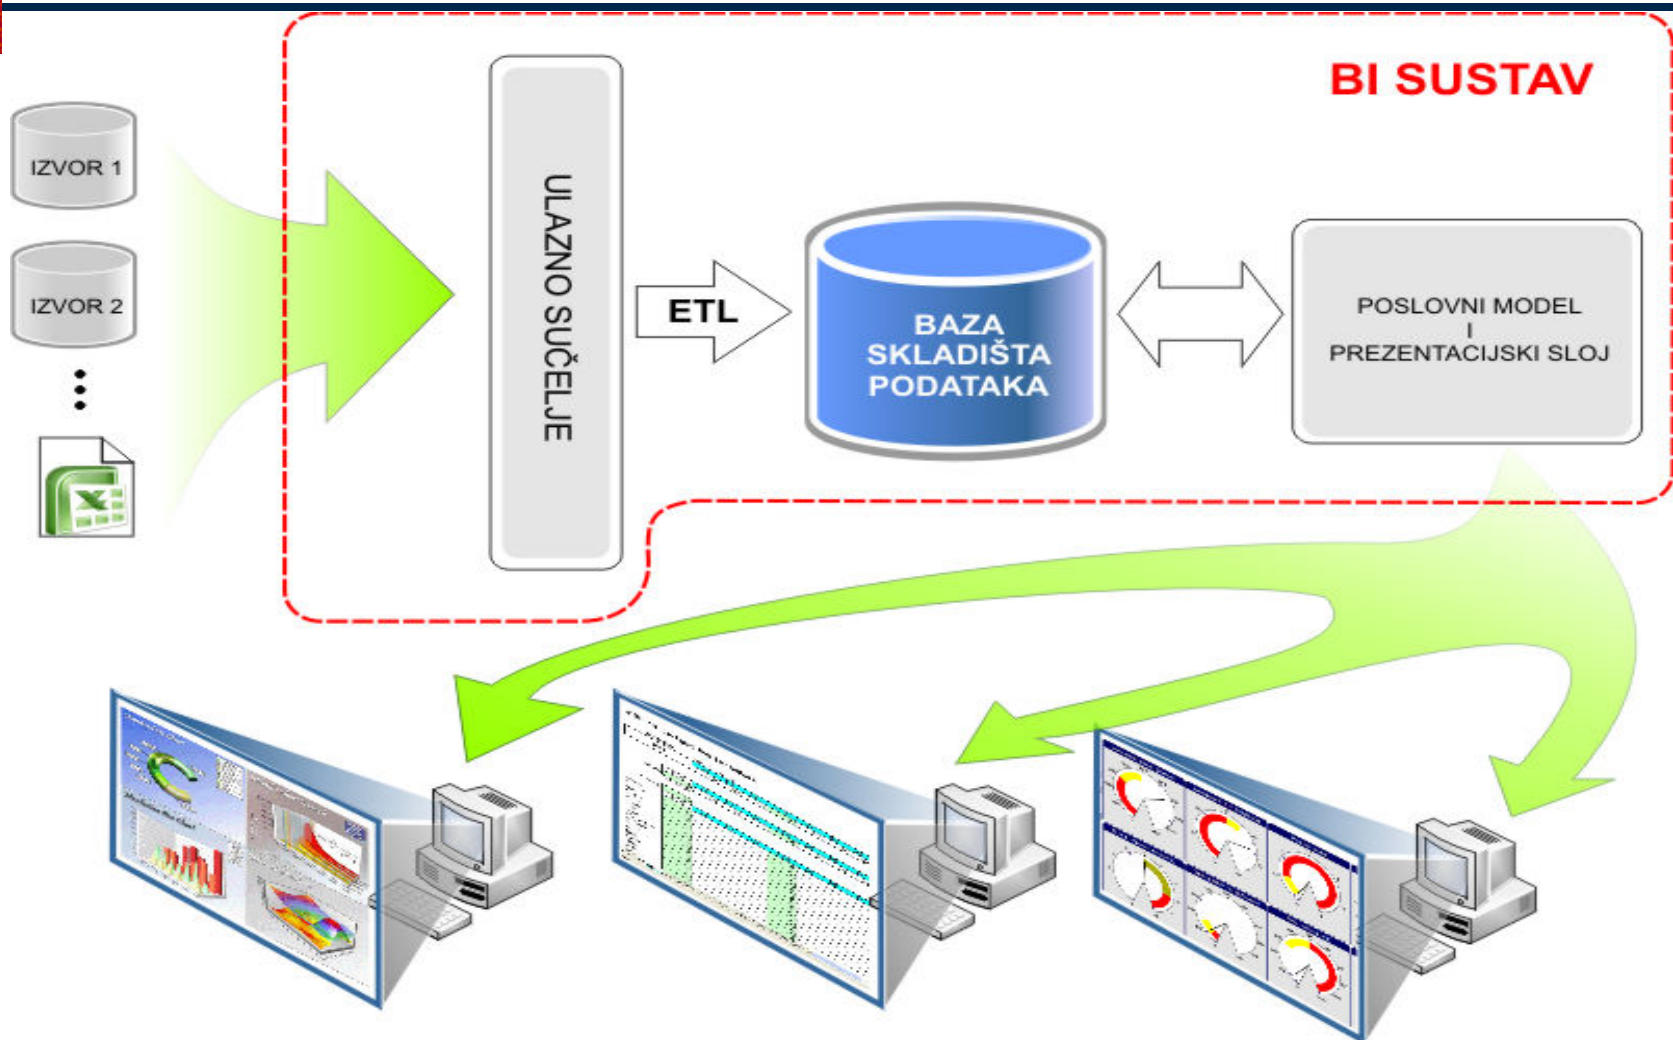 BI SUSTAV
IZVOR 1
IZVOR 2
ULAZNO SUČELJE
ETL
BAZA
SKLADIŠTA
PODATAKA
POSLOVNI MODEL
I
PREZENTACIJSKI SLOJ